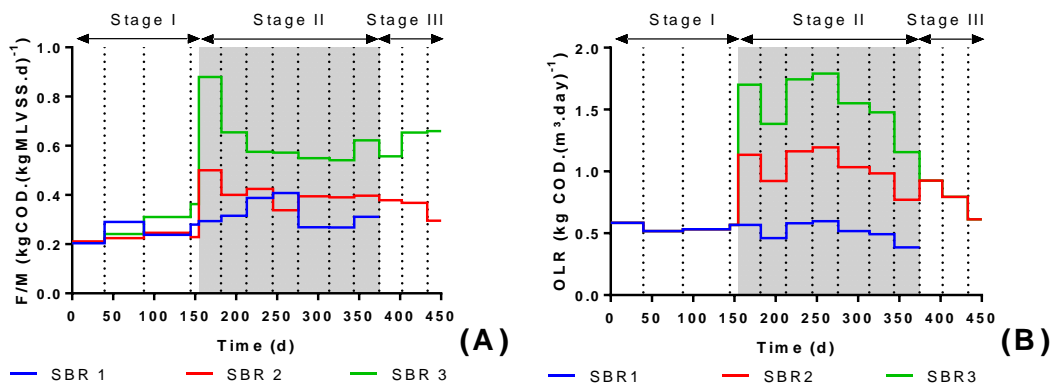 Stage I Stage II Stage III
1.0
0.8
0.6
0.4
0.2
0.0
F/M (kgCOD.(kgMLVSS.d)-1
0 50 100 150 200 250 300 350 400 450
Time (d)
(A)
SBR 1 SBR 2 SBR 3
Stage I Stage II Stage III
2.0
1.5
1.0
0.5
0.0
OLR (kg COD (m³.day)-1
0 50 100 150 200 250 300 350 400 450
Time (d)
(B)
SBR1 SBR2 SBR3